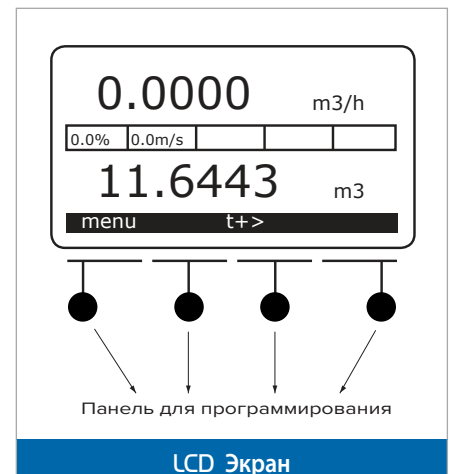 0.0000 m3/h
0.0% 0.0m/s
11.6443 m3
menu t+>
Панель для программирования
LCD Экран